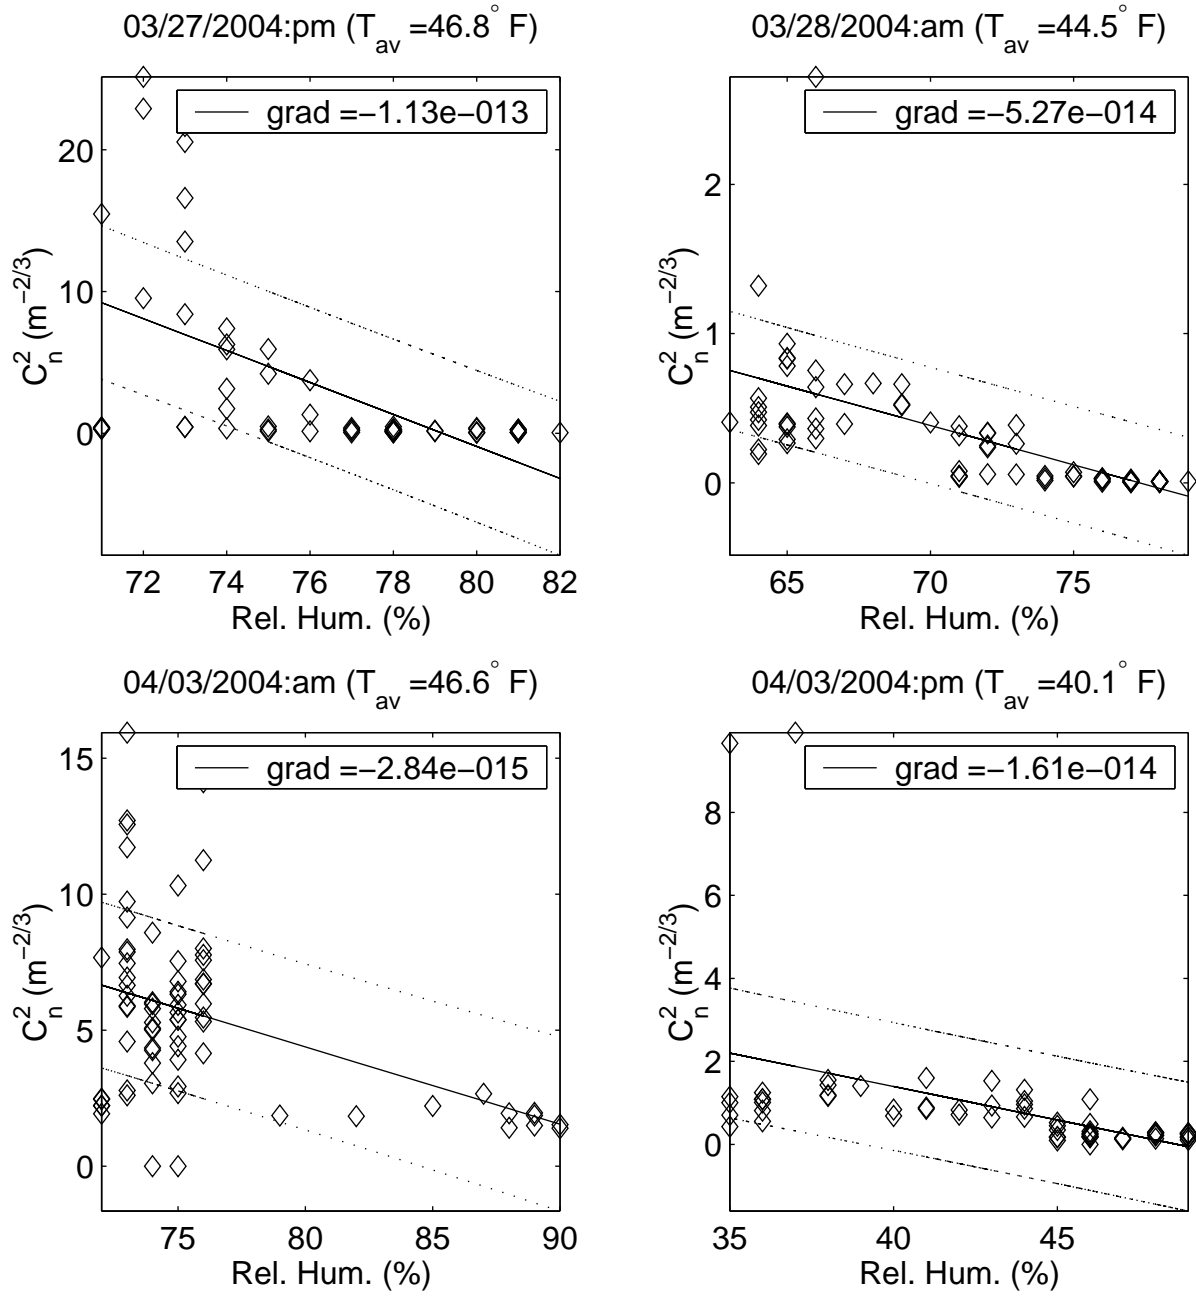 03/27/2004:pm (T_av =46.8° F)
grad =−1.13e−013
20
10
0
C_n^2 (m^−2/3)
72 74 76 78 80 82
Rel. Hum. (%)
03/28/2004:am (T_av =44.5° F)
grad =−5.27e−014
2
1
0
C_n^2 (m^−2/3)
65 70 75
Rel. Hum. (%)
04/03/2004:am (T_av =46.6° F)
grad =−2.84e−015
15
10
5
0
C_n^2 (m^−2/3)
75 80 85 90
Rel. Hum. (%)
04/03/2004:pm (T_av =40.1° F)
grad =−1.61e−014
8
6
4
2
0
C_n^2 (m^−2/3)
35 40 45
Rel. Hum. (%)